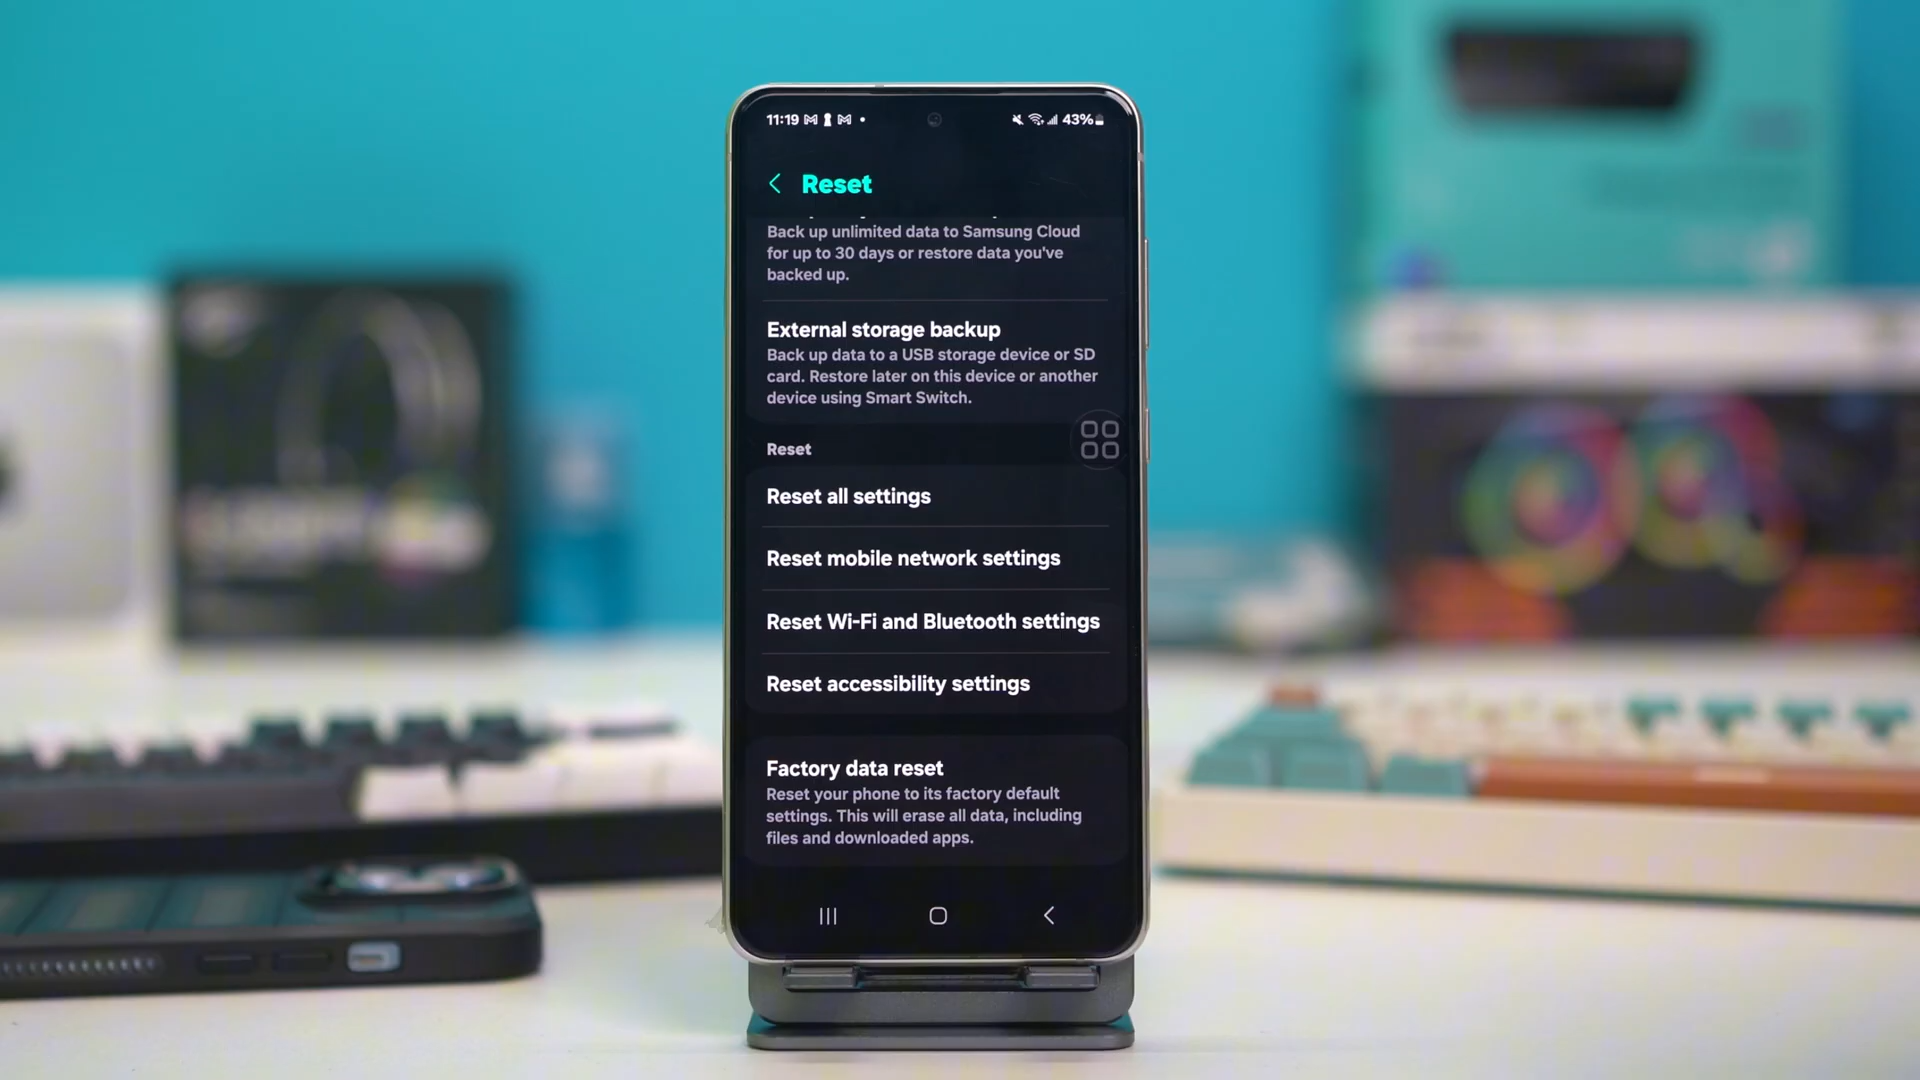 11:19
43%
Reset
Back up unlimited data to Samsung Cloud
for up to 30 days or restore data you've
backed up.
External storage backup
Back up data to a USB storage device or SD
card. Restore later on this device or another
device using Smart Switch.
Reset
Reset all settings
Reset mobile network settings
Reset Wi-Fi and Bluetooth settings
Reset accessibility settings
Factory data reset
Reset your phone to its factory default
settings. This will erase all data, including
files and downloaded apps.